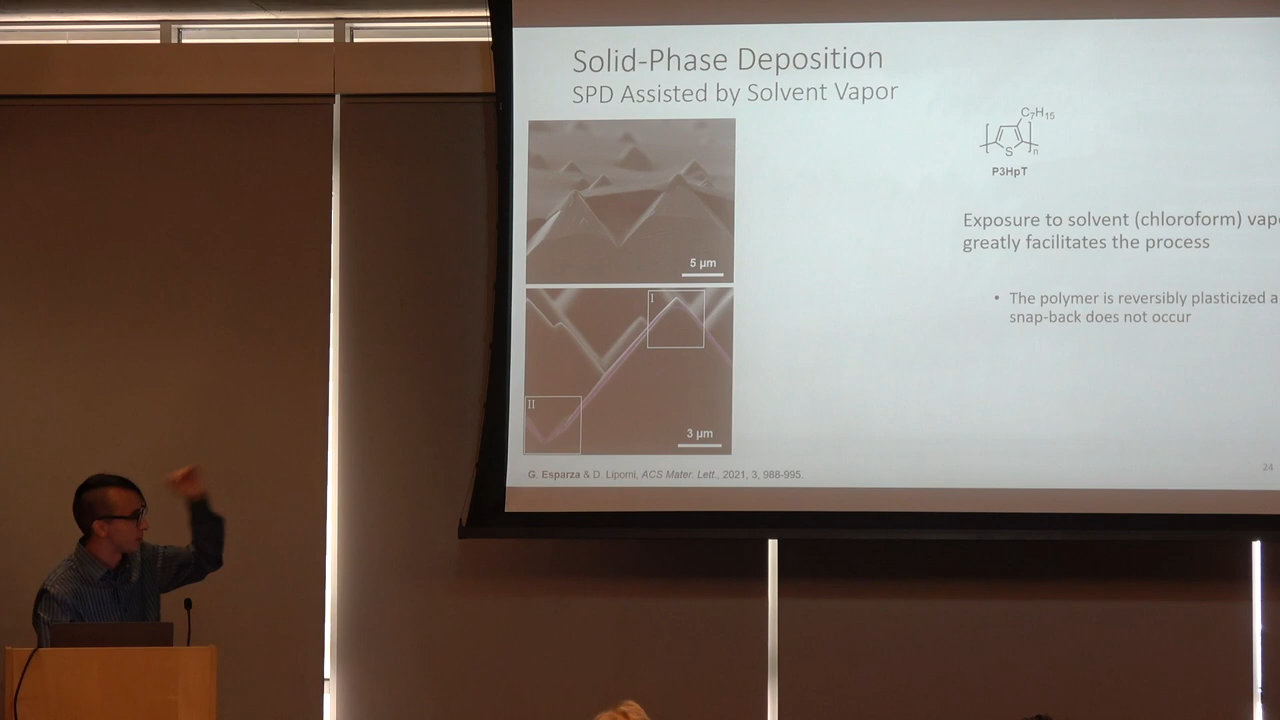 Solid-Phase Deposition
SPD Assisted by Solvent Vapor
C7H15
S
n
P3HpT
Exposure to solvent (chloroform)
greatly facilitates the process
• The polymer is reversibly plasticized
snap-back does not occur
5 µm
I
II
3 µm
G. Esparza & D. Lipomi, ACS Mater. Lett., 2021, 3, 988-995.
24